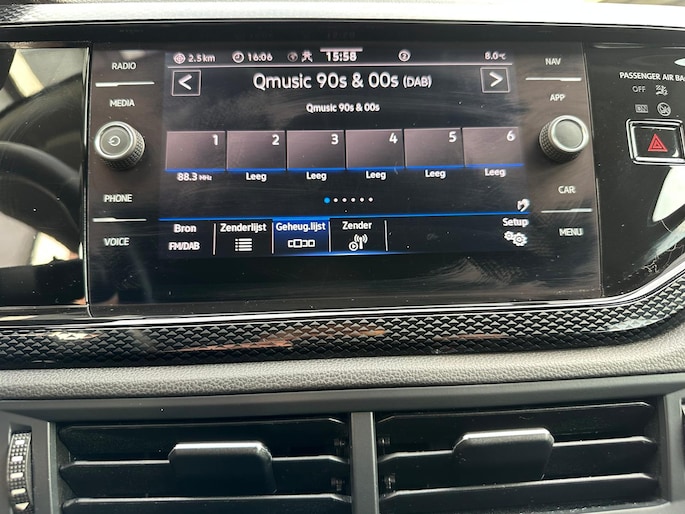 RADIO
MEDIA
PHONE
VOICE
2.5 km 16:06 15:58 8.0°C
< Qmusic 90s & 00s (DAB) >
Qmusic 90s & 00s
1 2 3 4 5 6
88.3 MHz Leeg Leeg Leeg Leeg Leeg
Bron Zenderlijst Geheug.lijst Zender Setup
FM/DAB
NAV
APP
CAR
MENU
PASSENGER AIR BAG
OFF